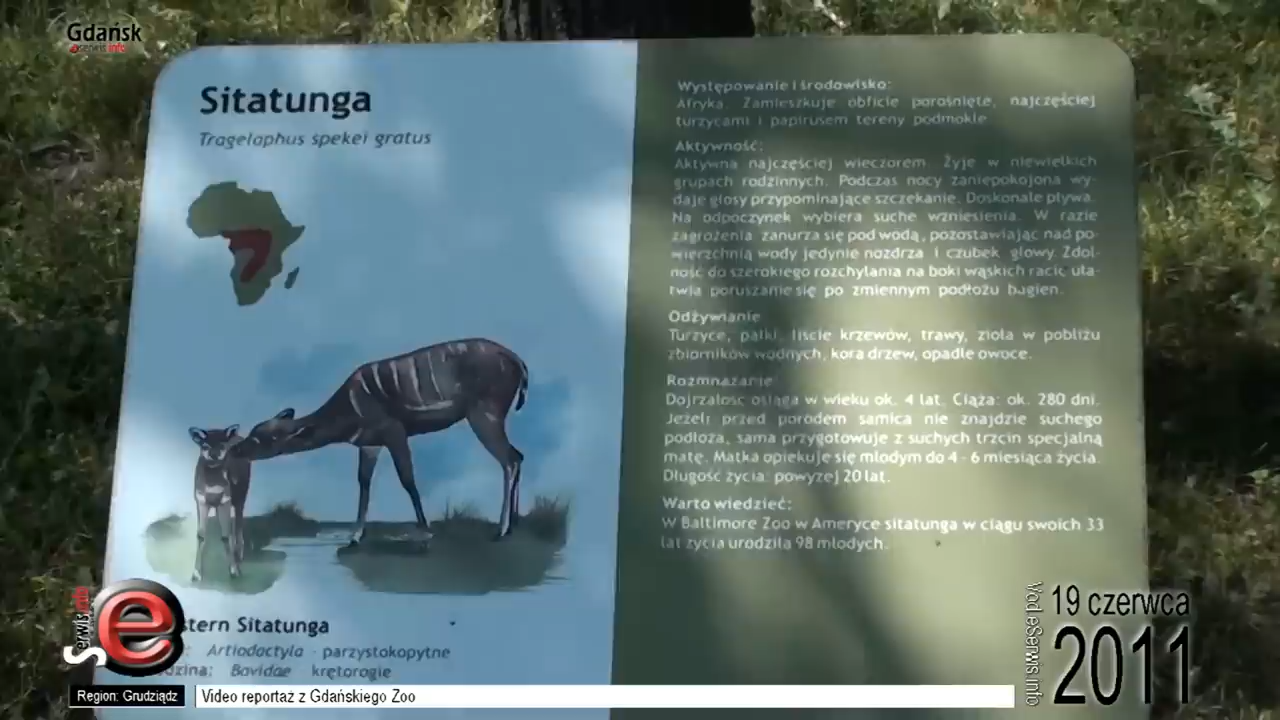 Gdańsk
eserwis info
Sitatunga
Tragelaphus spekei gratus
Występowanie i środowisko:
Afryka. Zamieszkuje obficie porośnięte, najczęściej
turzycami i papirusem tereny podmokłe.
Aktywność:
Aktywna najczęściej wieczorem. Żyje w niewielkich
grupach rodzinnych. Podczas nocy zaniepokojona wy-
daje głosy przypominające szczekanie. Doskonale pływa.
Na odpoczynek wybiera suche wzniesienia. W razie
zagrożenia zanurza się pod wodą, pozostawiając nad po-
wierzchnią wody jedynie nozdrza i czubek głowy. Zdol-
ność do szerokiego rozchylania na boki wąskich racic uła-
twia poruszanie się po zmiennym podłożu bagien.
Odżywianie
Turzyce, pałki, liście krzewów, trawy, zioła w pobliżu
zbiorników wodnych, kora drzew, opadłe owoce.
Rozmnażanie:
Dojrzałość osiąga w wieku ok. 4 lat. Ciąża: ok. 280 dni.
Jeżeli przed porodem samica nie znajdzie suchego
podłoża, sama przygotowuje z suchych trzcin specjalną
matę. Matka opiekuje się młodym do 4 - 6 miesiąca życia.
Długość życia: powyżej 20 lat.
Warto wiedzieć:
W Baltimore Zoo w Ameryce sitatunga w ciągu swoich 33
lat życia urodziła 98 młodych.
stern Sitatunga
: Artiodactyla - parzystokopytne
dzina: Bovidae krętorogie
Serwis info
e
Region: Grudziądz
Video reportaż z Gdańskiego Zoo
Vod.eSerwis.info
19 czerwca
2011